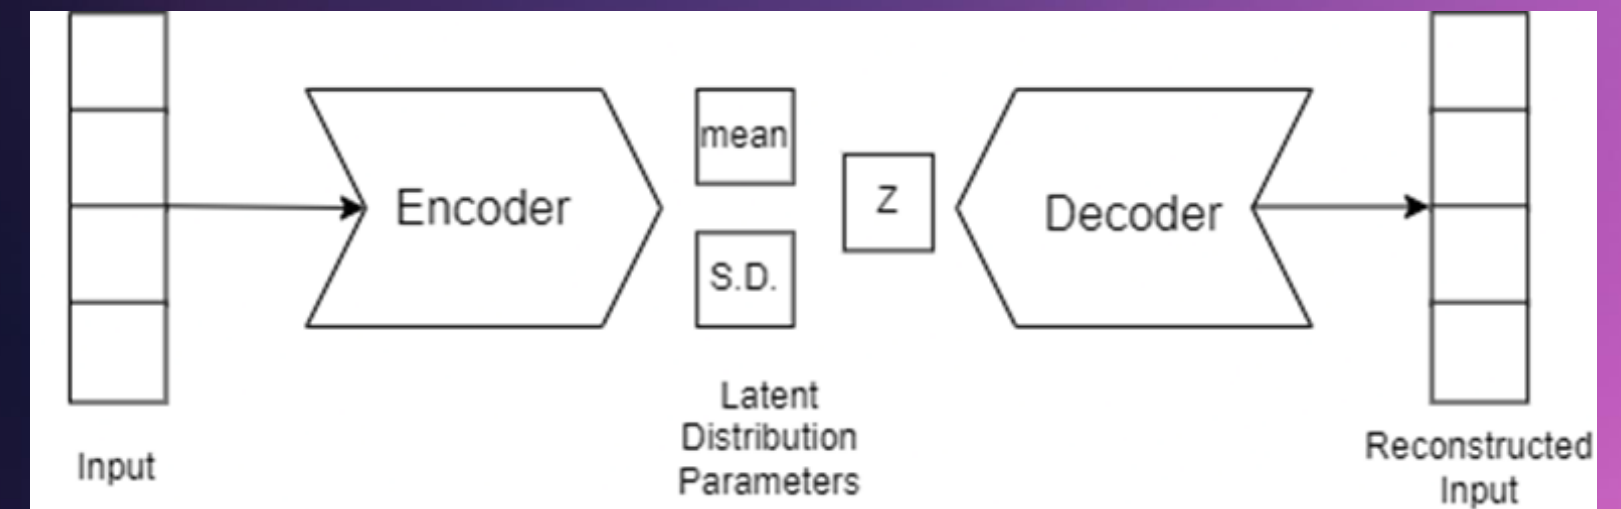 Input
Encoder
mean
S.D.
Latent
Distribution
Parameters
Z
Decoder
Reconstructed
Input